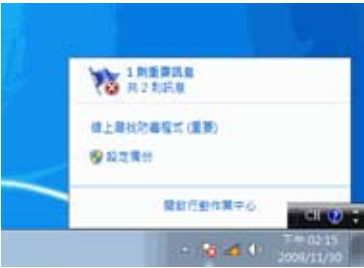 1 則重要訊息
共 2 則訊息
線上尋找防毒程式 (重要)
設定備份
開啟行動作業中心
CH
下午 02:15
2009/11/30